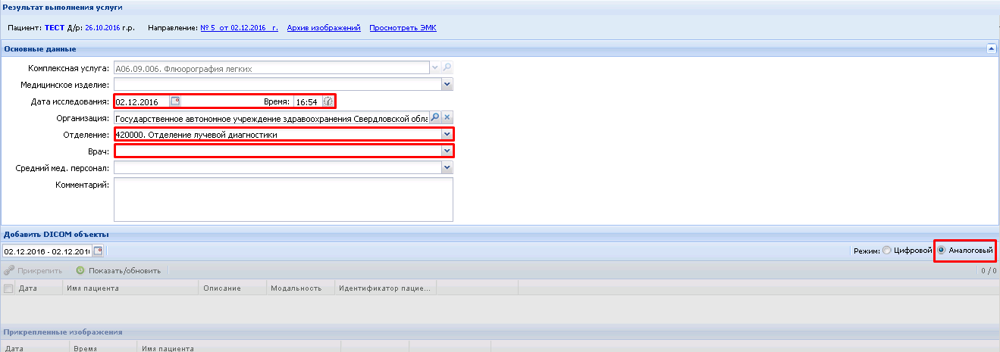 Результат выполнения услуги
Пациент: ТЕСТ Д/р: 26.10.2016 г.р. Направление: № 5 от 02.12.2016 г. Архив изображений Просмотреть ЭМК
Основные данные
Комплексная услуга: A06.09.006. Флюорография легких
Медицинское изделие:
Дата исследования: 02.12.2016 Время: 16:54
Организация: Государственное автономное учреждение здравоохранения Свердловской обла
Отделение: 420000. Отделение лучевой диагностики
Врач:
Средний мед. персонал:
Комментарий:
Добавить DICOM объекты
02.12.2016 - 02.12.201 Режим: Цифровой Аналоговый
Прикрепить Показать/обновить 0 / 0
Дата Имя пациента Описание Модальность Идентификатор пацие...
Прикрепленные изображения
Дата Время Имя пациента